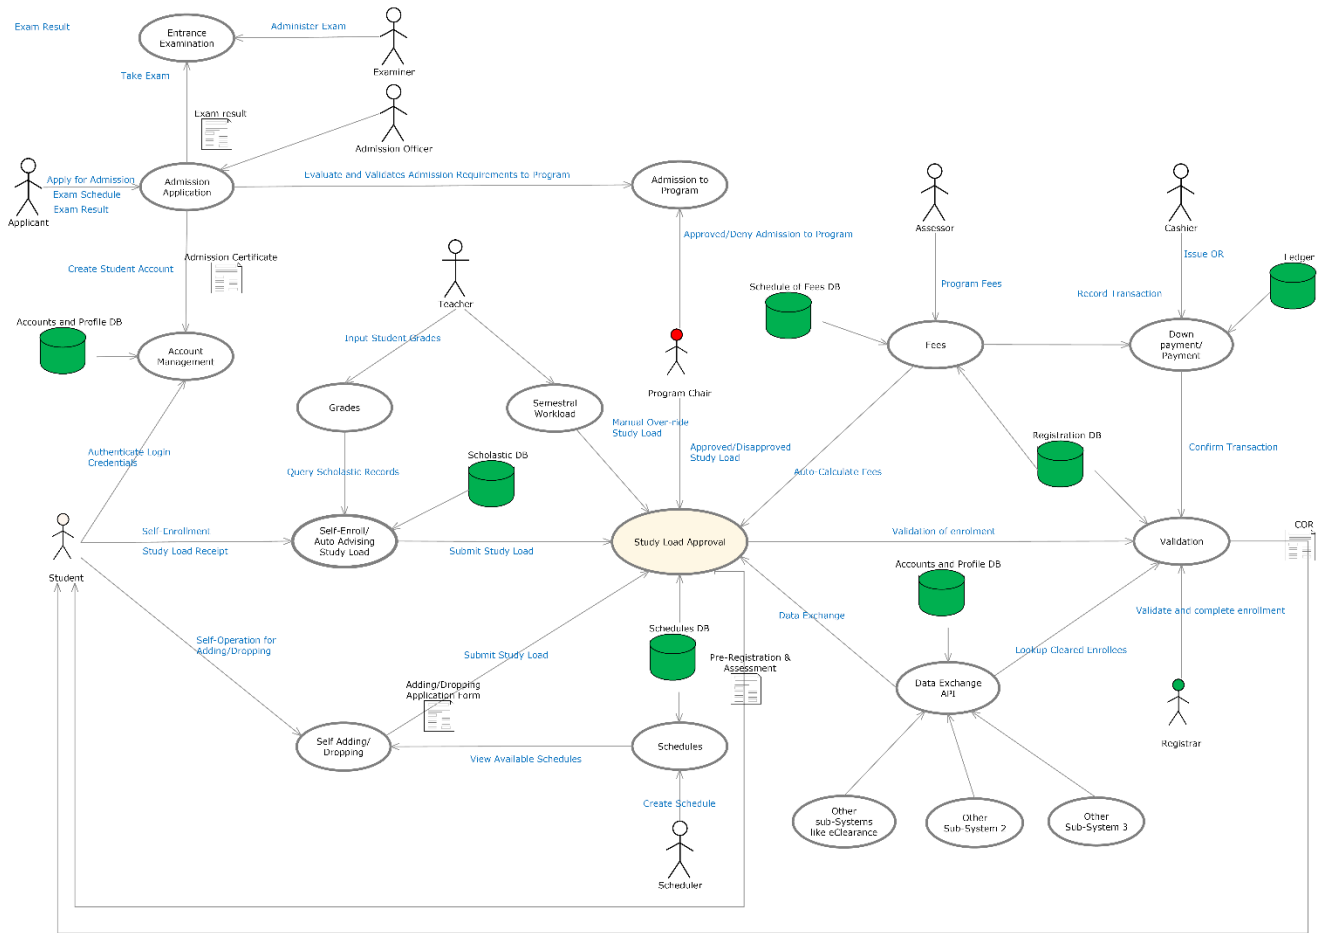 Exam Result
Entrance
Examination
Administer Exam
Examiner
Take Exam
Exam result
Admission Officer
Applicant
Apply for Admission
Exam Schedule
Exam Result
Admission
Application
Evaluate and Validates Admission Requirements to Program
Admission to
Program
Approved/Deny Admission to Program
Assessor
Cashier
Create Student Account
Admission Certificate
Teacher
Program Fees
Issue OR
Ledger
Schedule of Fees DB
Record Transaction
Accounts and Profile DB
Account
Management
Input Student Grades
Program Chair
Fees
Down
payment/
Payment
Grades
Semestral
Workload
Manual Over-ride
Study Load
Approved/Disapproved
Study Load
Registration DB
Confirm Transaction
Authenticate Login
Credentials
Query Scholastic Records
Scholastic DB
Auto-Calculate Fees
Student
Self-Enrollment
Study Load Receipt
Self-Enroll/
Auto Advising
Study Load
Submit Study Load
Study Load Approval
Validation of enrolment
Validation
COR
Accounts and Profile DB
Data Exchange
Validate and complete enrollment
Self-Operation for
Adding/Dropping
Submit Study Load
Schedules DB
Pre-Registration &
Assessment
Lookup Cleared Enrollees
Adding/Dropping
Application Form
Data Exchange
API
Registrar
Self Adding/
Dropping
View Available Schedules
Schedules
Create Schedule
Scheduler
Other
sub-Systems
like eClearance
Other
Sub-System 2
Other
Sub-System 3